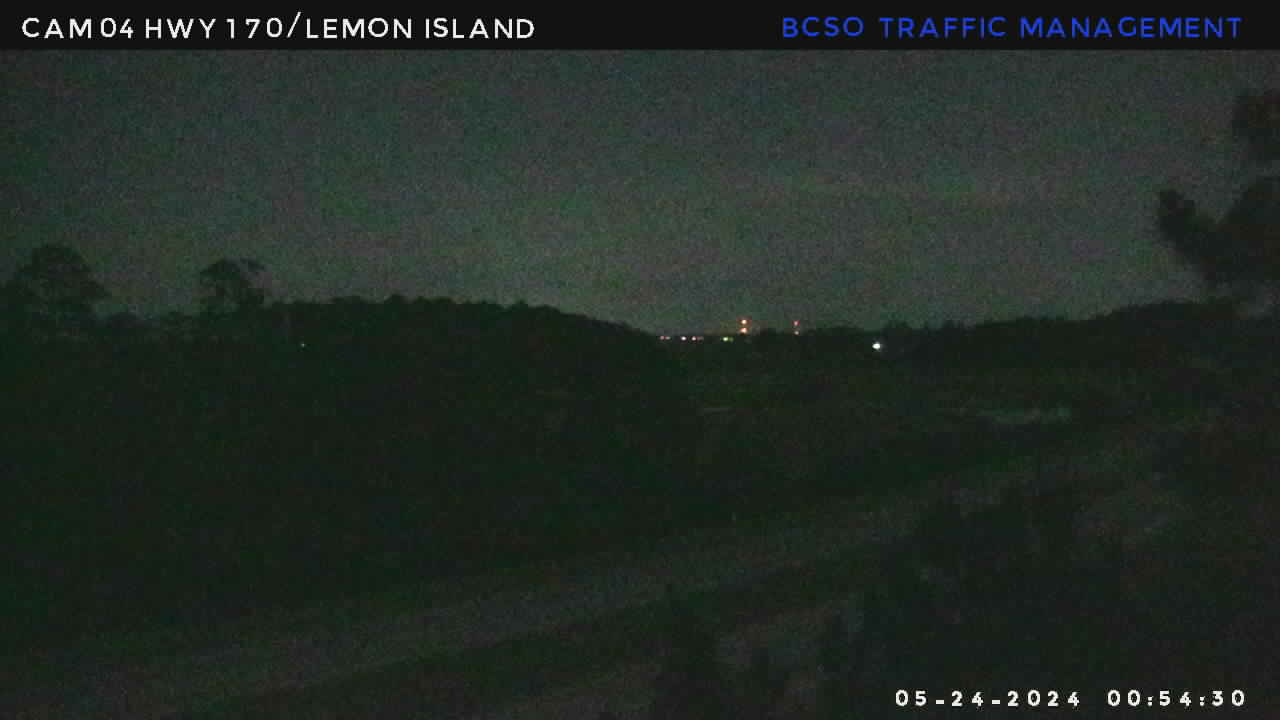 CAM04 HWY 170/LEMON ISLAND
BCSO TRAFFIC MANAGEMENT
05-24-2024 00:54:30